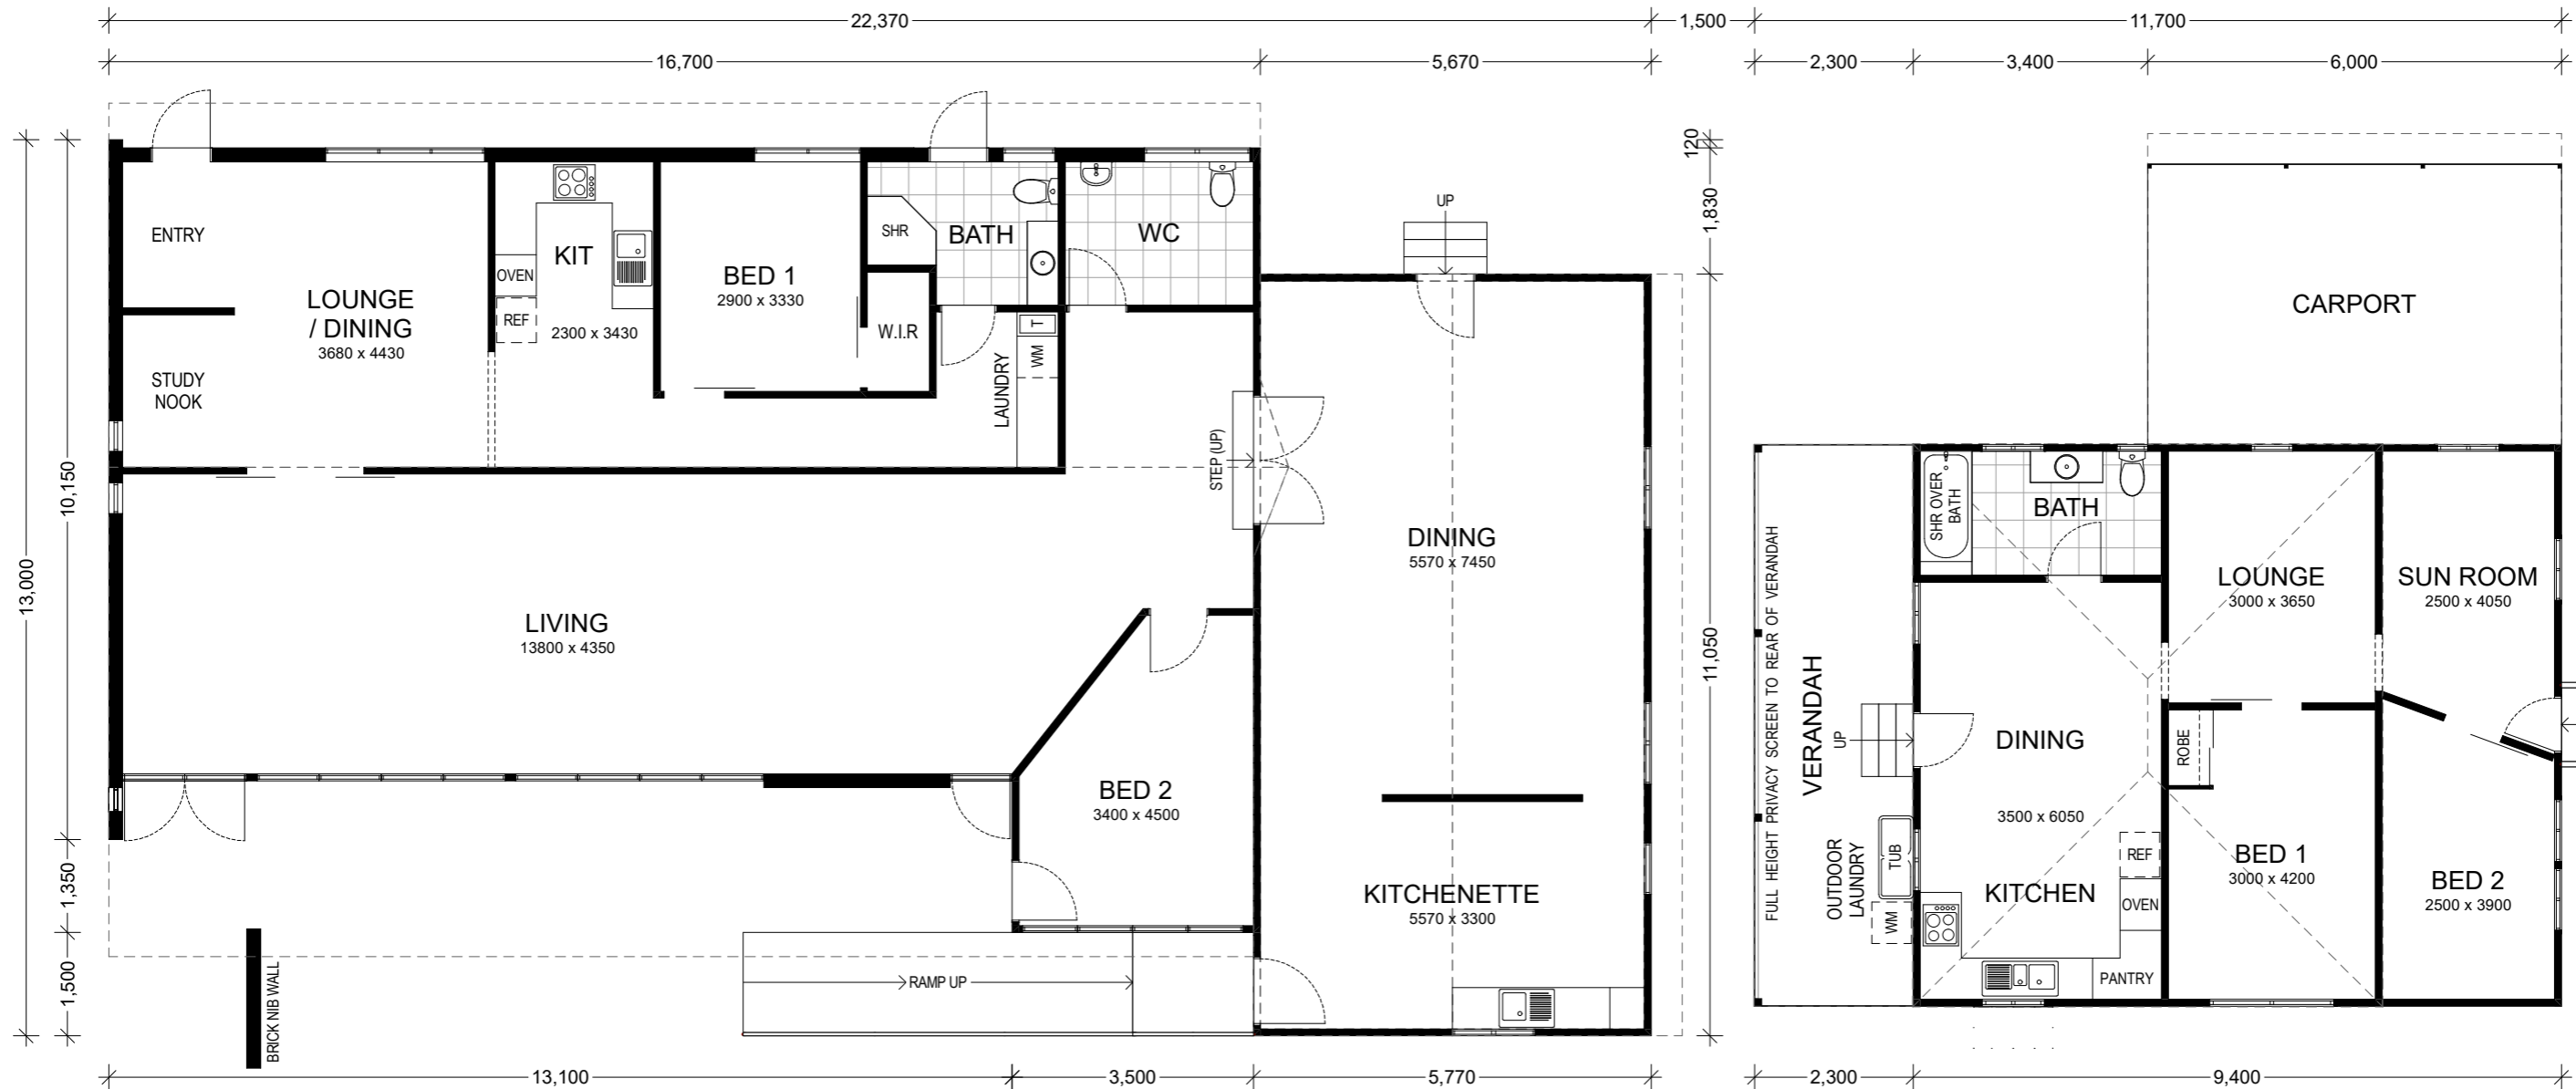 22,370
1,500
11,700
16,700
5,670
2,300
3,400
6,000
13,000
10,150
1,350
1,500
120
1,830
11,050
ENTRY
STUDY
NOOK
LOUNGE
/ DINING
3680 x 4430
KIT
OVEN
REF
2300 x 3430
BED 1
2900 x 3330
SHR
BATH
W.I.R
LAUNDRY
T
WM
WC
STEP (UP)
UP
DINING
5570 x 7450
LIVING
13800 x 4350
BED 2
3400 x 4500
KITCHENETTE
5570 x 3300
RAMP UP
BRICK NIB WALL
CARPORT
FULL HEIGHT PRIVACY SCREEN TO REAR OF VERANDAH
VERANDAH
UP
OUTDOOR
LAUNDRY
TUB
WM
SHR OVER
BATH
BATH
LOUNGE
3000 x 3650
SUN ROOM
2500 x 4050
DINING
3500 x 6050
KITCHEN
REF
OVEN
PANTRY
ROBE
BED 1
3000 x 4200
BED 2
2500 x 3900
13,100
3,500
5,770
2,300
9,400